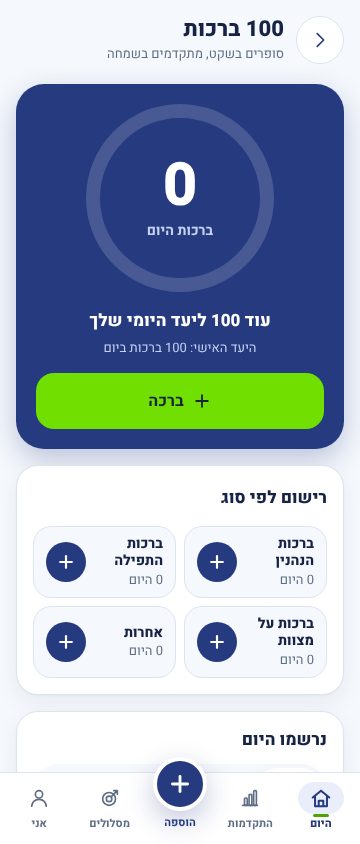 100 ברכות
סופרים בשקט, מתקדמים בשמחה
0
ברכות היום
עוד 100 ליעד היומי שלך
היעד האישי: 100 ברכות ביום
ברכה
רישום לפי סוג
ברכות
הנהנין
0 היום
ברכות
התפילה
0 היום
ברכות על
מצוות
0 היום
אחרות
0 היום
נרשמו היום
היום
התקדמות
הוספה
מסלולים
אני